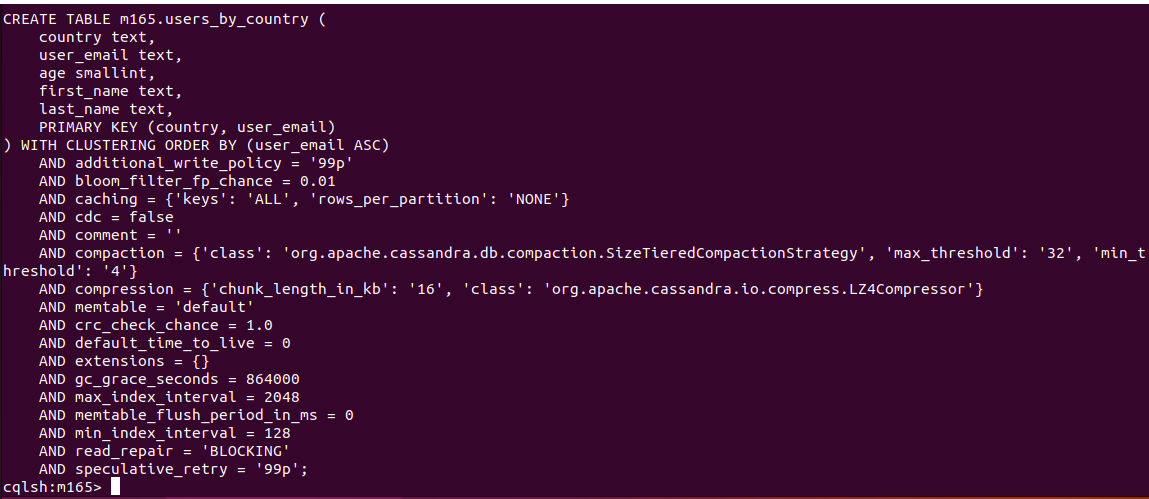 CREATE TABLE m165.users_by_country (
    country text,
    user_email text,
    age smallint,
    first_name text,
    last_name text,
    PRIMARY KEY (country, user_email)
) WITH CLUSTERING ORDER BY (user_email ASC)
    AND additional_write_policy = '99p'
    AND bloom_filter_fp_chance = 0.01
    AND caching = {'keys': 'ALL', 'rows_per_partition': 'NONE'}
    AND cdc = false
    AND comment = ''
    AND compaction = {'class': 'org.apache.cassandra.db.compaction.SizeTieredCompactionStrategy', 'max_threshold': '32', 'min_t
hreshold': '4'}
    AND compression = {'chunk_length_in_kb': '16', 'class': 'org.apache.cassandra.io.compress.LZ4Compressor'}
    AND memtable = 'default'
    AND crc_check_chance = 1.0
    AND default_time_to_live = 0
    AND extensions = {}
    AND gc_grace_seconds = 864000
    AND max_index_interval = 2048
    AND memtable_flush_period_in_ms = 0
    AND min_index_interval = 128
    AND read_repair = 'BLOCKING'
    AND speculative_retry = '99p';
cqlsh:m165>